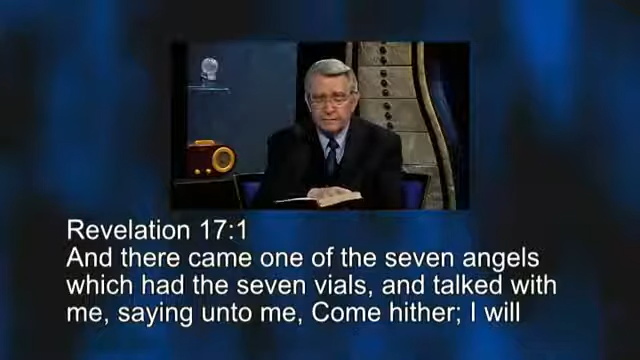 Revelation 17:1
And there came one of the seven angels
which had the seven vials, and talked with
me, saying unto me, Come hither; I will